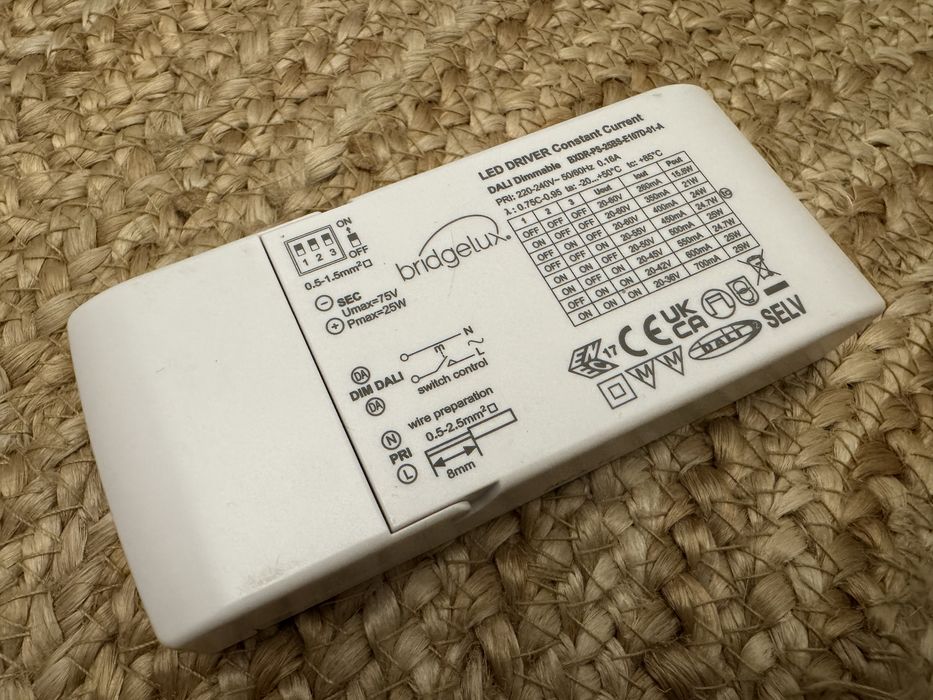 LED DRIVER Constant Current
DALI Dimmable BXDR-PS-25BS-E107D-01-A
PRI: 220-240V~ 50/60Hz 0.16A
λ: 0.75C-0.95 ta: -20...+50°C tc: +85°C
1 2 3 Uout Iout Pout
OFF OFF OFF 20-60V
ON OFF OFF 20-60V 350mA 21W
OFF ON OFF 20-60V 400mA 24W
ON ON OFF 20-55V 450mA 24.7W
OFF OFF ON 20-50V 500mA 25W
ON OFF ON 20-45V 550mA 24.7W
OFF ON ON 20-42V 600mA 25W
ON ON ON 20-36V 700mA 25W
tc
bridgelux
ON
1 2 3
OFF
0.5-1.5mm²
SEC
Umax=75V
Pmax=25W
DA
DIM DALI
DA
N
L
switch control
wire preparation
0.5-2.5mm²
8mm
N
PRI
L
ENEC 17
CE
UK
CA
DALI
SELV